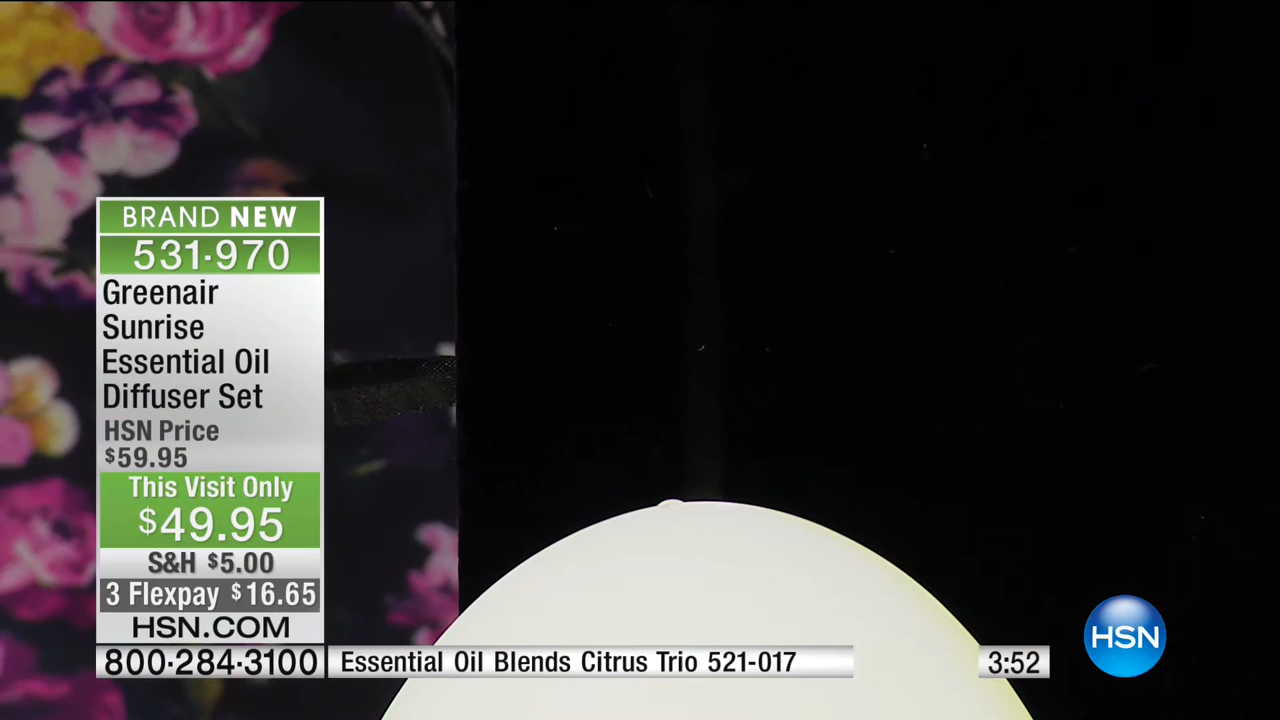 BRAND NEW
531·970
Greenair
Sunrise
Essential Oil
Diffuser Set
HSN Price
$59.95
This Visit Only
$49.95
S&H $5.00
3 Flexpay $16.65
HSN.COM
800·284·3100
Essential Oil Blends Citrus Trio 521-017
3:52
HSN